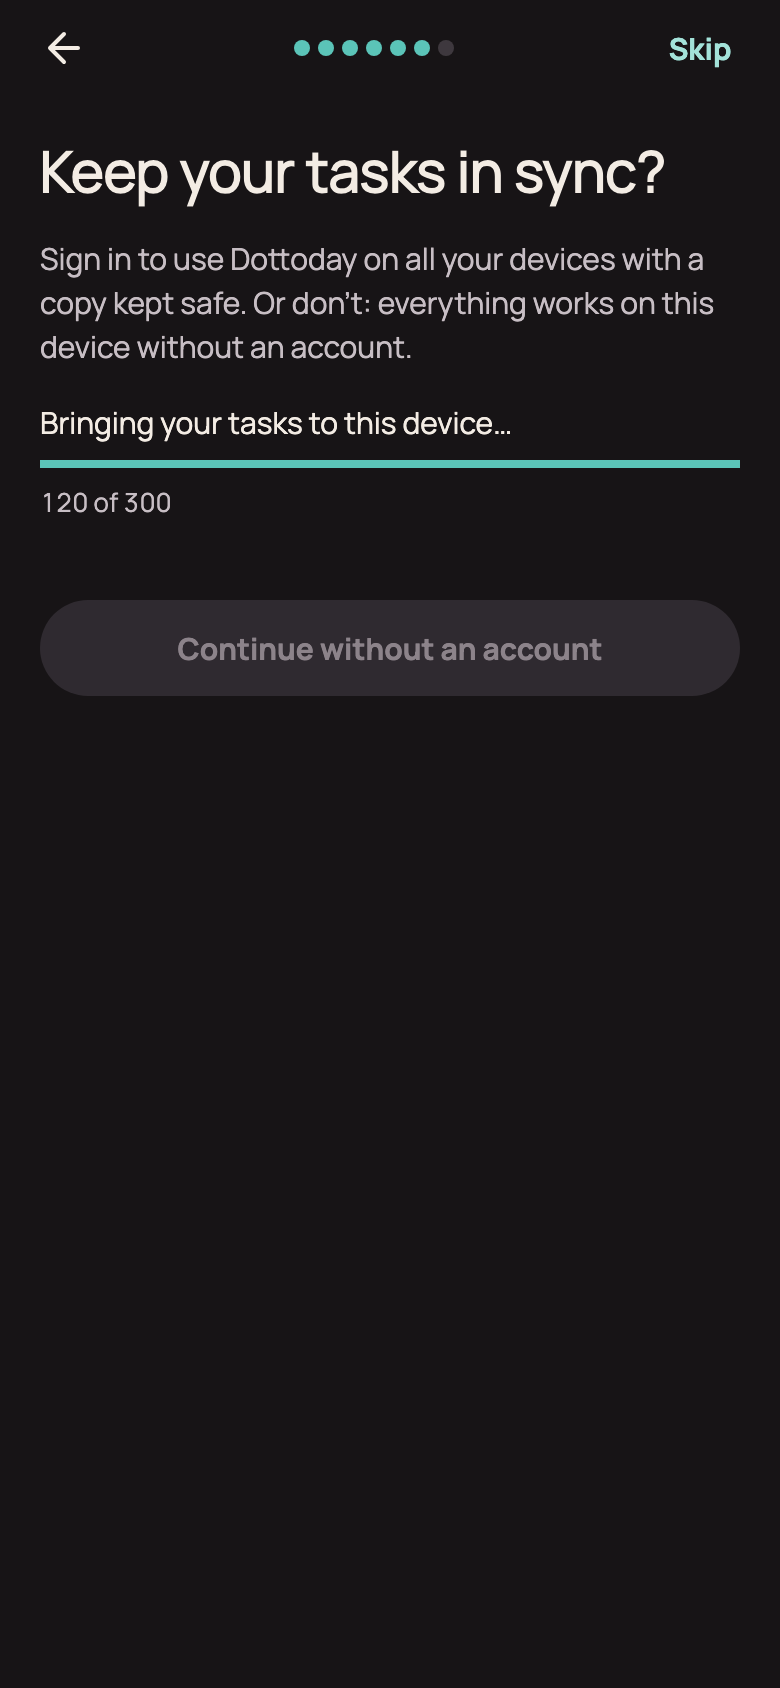 Skip
Keep your tasks in sync?
Sign in to use Dottoday on all your devices with a
copy kept safe. Or don’t: everything works on this
device without an account.
Bringing your tasks to this device…
120 of 300
Continue without an account